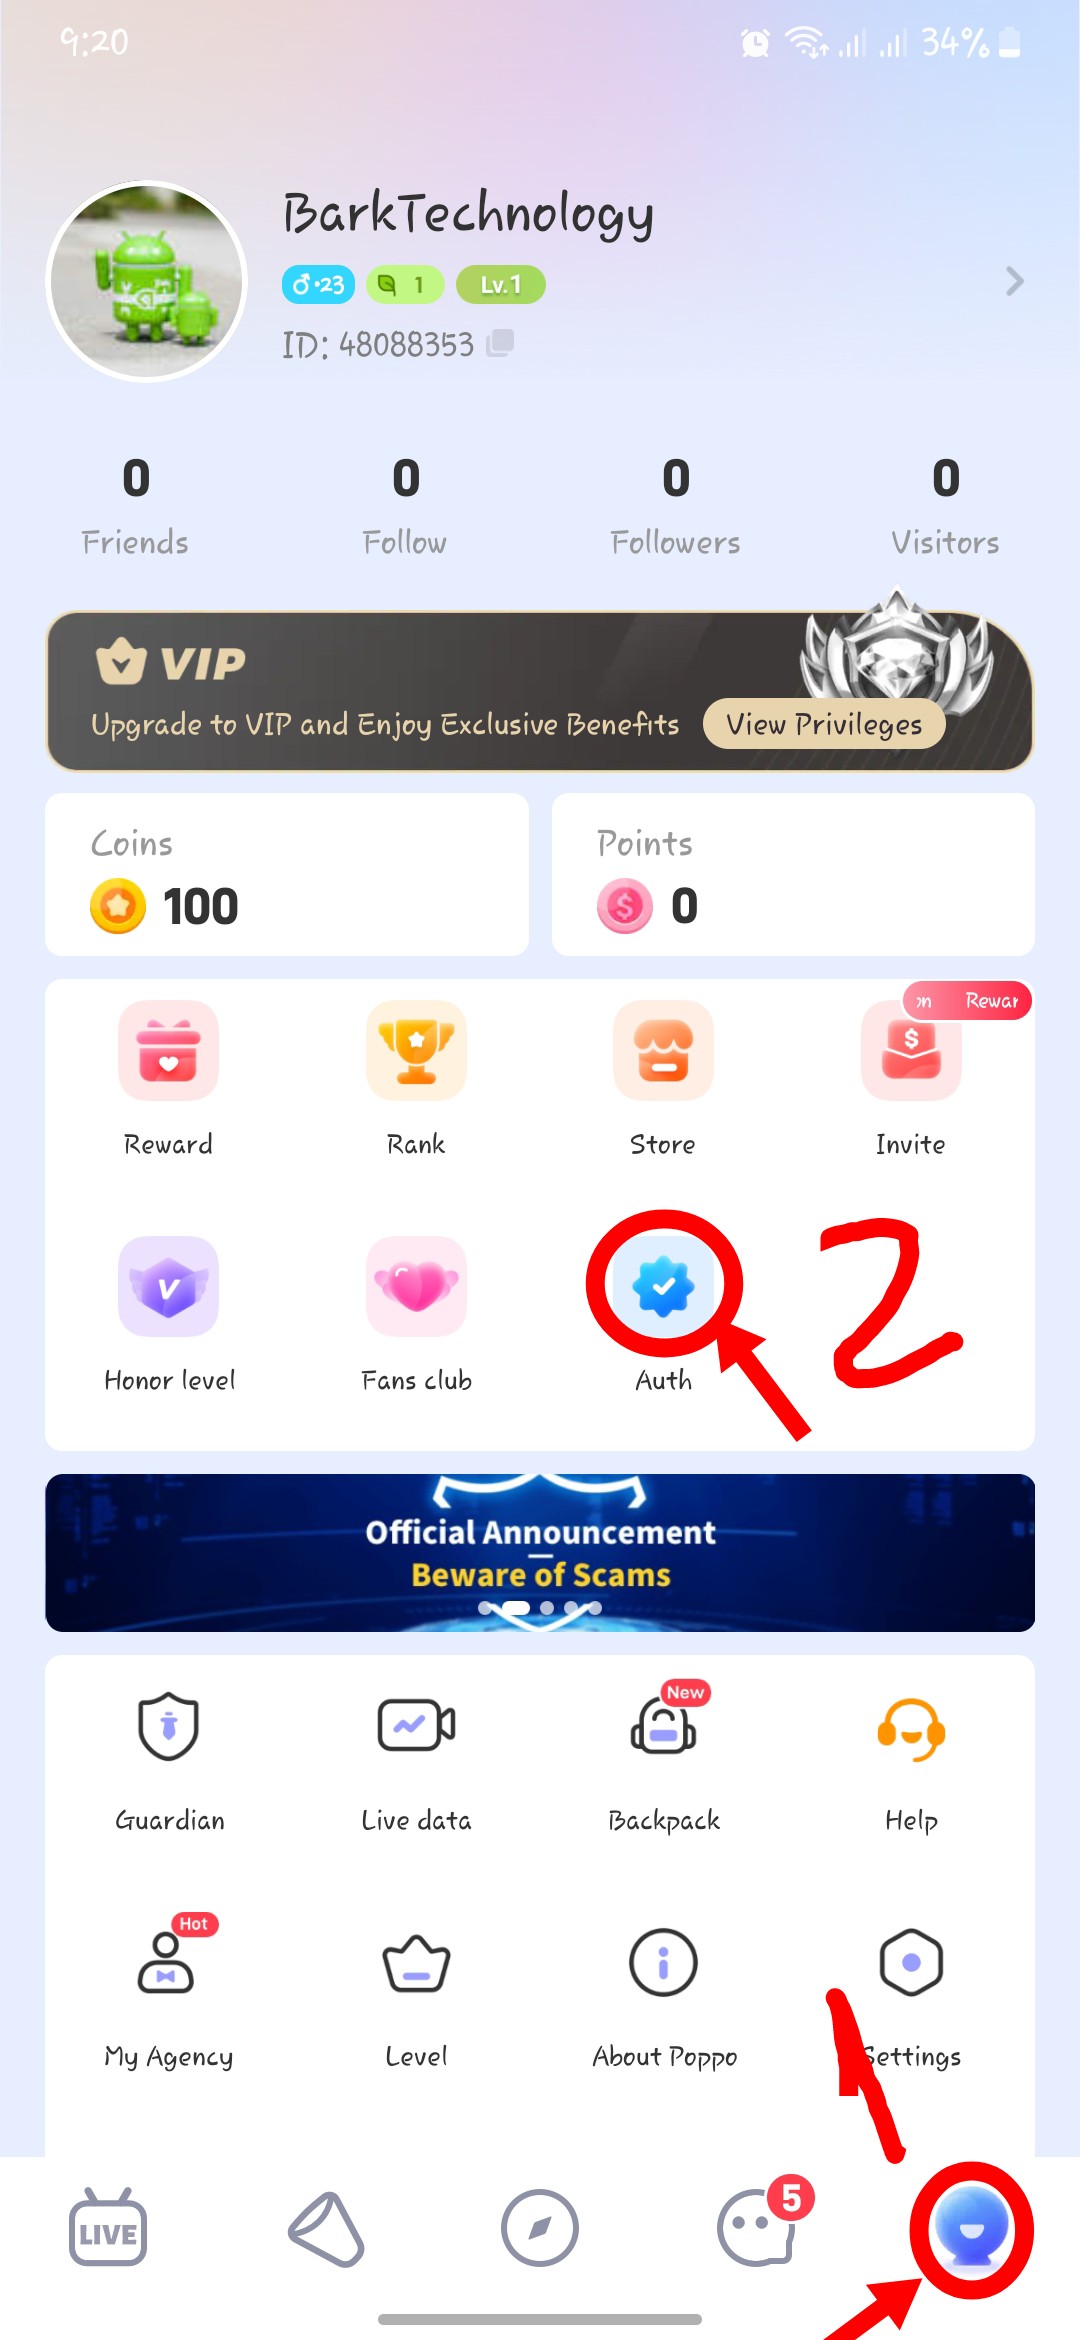 9:20
34%
BarkTechnology
23
1
Lv.1
ID: 48088353
0 0 0 0
Friends Follow Followers Visitors
VIP
Upgrade to VIP and Enjoy Exclusive Benefits
View Privileges
Coins Points
100 0
on Rewar
Reward Rank Store Invite
2
Honor level Fans club Auth
Official Announcement
Beware of Scams
New
Guardian Live data Backpack Help
Hot
My Agency Level About Poppo Settings
1
LIVE
5